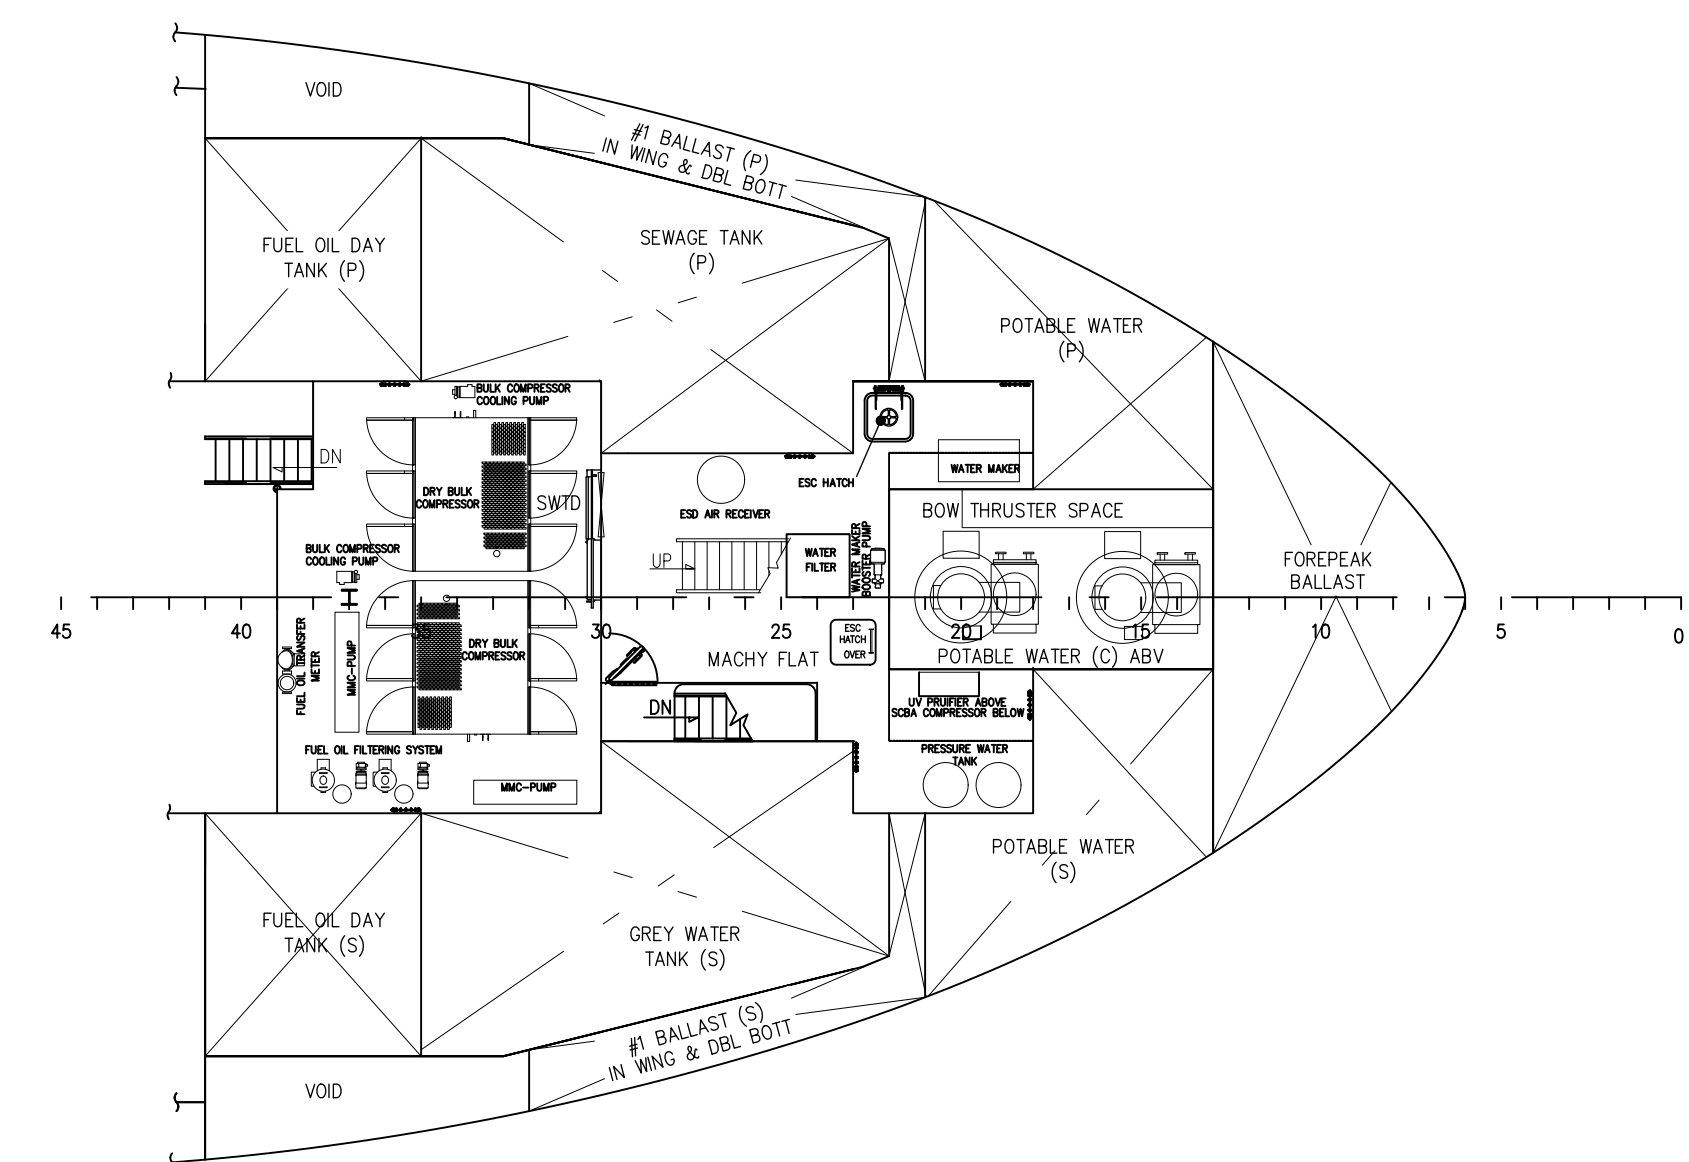 VOID
#1 BALLAST (P)
IN WING & DBL BOTT
FUEL OIL DAY
TANK (P)
SEWAGE TANK
(P)
POTABLE WATER
(P)
BULK COMPRESSOR
COOLING PUMP
DN
DRY BULK
COMPRESSOR
SWTD
ESC HATCH
WATER MAKER
ESD AIR RECEIVER
BOW THRUSTER SPACE
BULK COMPRESSOR
COOLING PUMP
UP
WATER
FILTER
WATER MAKER
BOOSTER PUMP
FOREPEAK
BALLAST
45
40
35
30
25
20
15
10
5
0
FUEL OIL TRANSFER
METER
MMC-PUMP
DRY BULK
COMPRESSOR
ESC
HATCH
OVER
MACHY FLAT
POTABLE WATER (C) ABV
DN
UV PRUIFIER ABOVE
SCBA COMPRESSOR BELOW
FUEL OIL FILTERING SYSTEM
MMC-PUMP
PRESSURE WATER
TANK
POTABLE WATER
(S)
FUEL OIL DAY
TANK (S)
GREY WATER
TANK (S)
#1 BALLAST (S)
IN WING & DBL BOTT
VOID